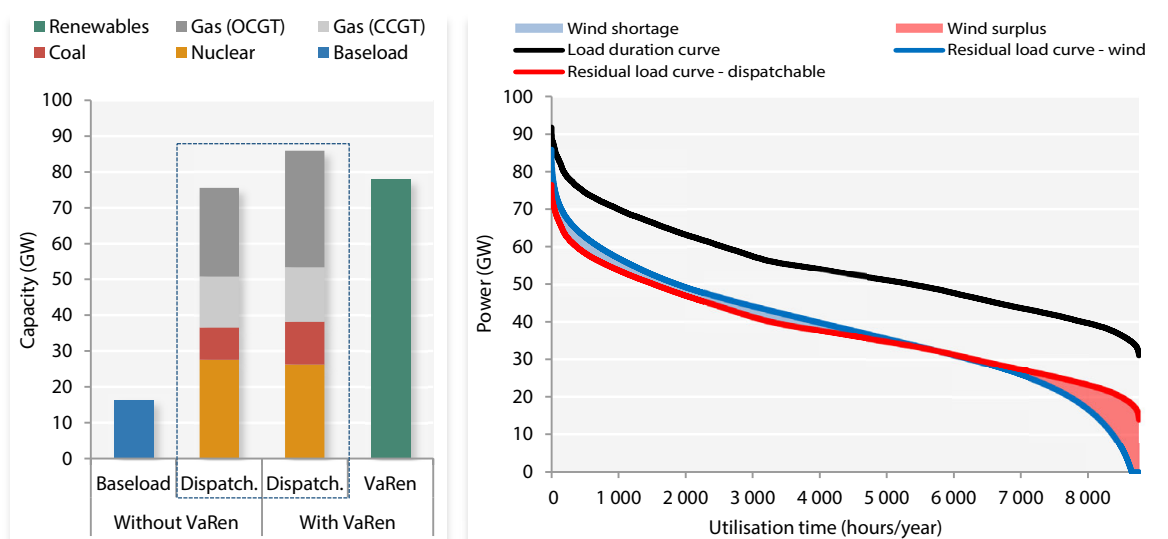 Renewables Gas (OCGT) Gas (CCGT)
Coal Nuclear Baseload
Capacity (GW)
100
90
80
70
60
50
40
30
20
10
0
Baseload Dispatch. Dispatch. VaRen
Without VaRen With VaRen
Wind shortage Wind surplus
Load duration curve Residual load curve - wind
Residual load curve - dispatchable
Power (GW)
100
90
80
70
60
50
40
30
20
10
0
0 1 000 2 000 3 000 4 000 5 000 6 000 7 000 8 000
Utilisation time (hours/year)